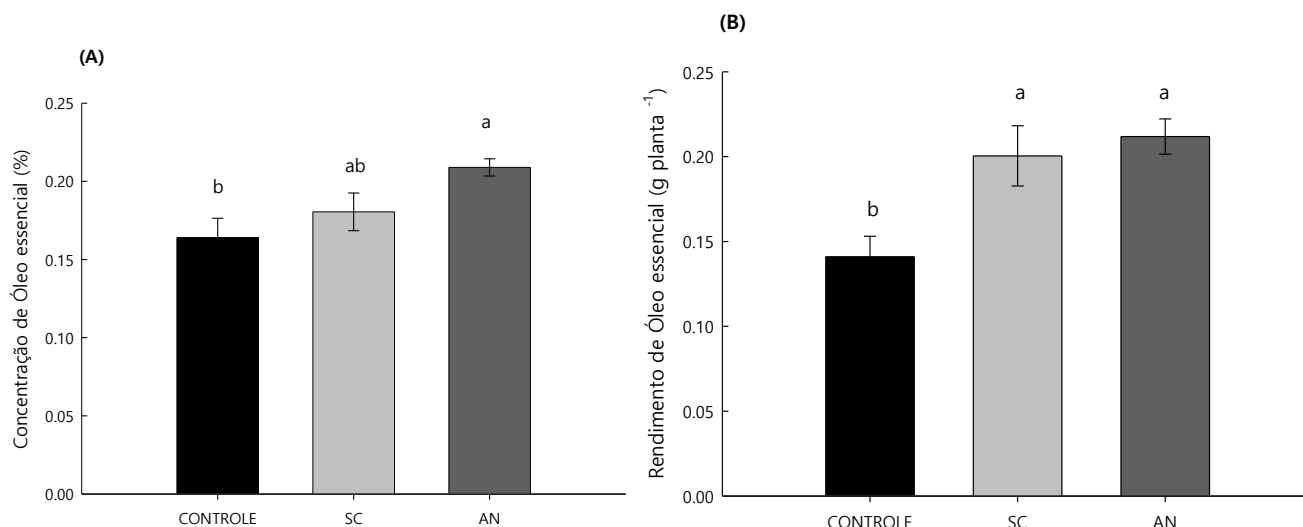 (A)
Concentração de Óleo essencial (%)
0.25
0.20
0.15
0.10
0.05
0.00
b
ab
a
CONTROLE
SC
AN
(B)
Rendimento de Óleo essencial (g planta -1)
0.25
0.20
0.15
0.10
0.05
0.00
b
a
a
CONTROLE
SC
AN